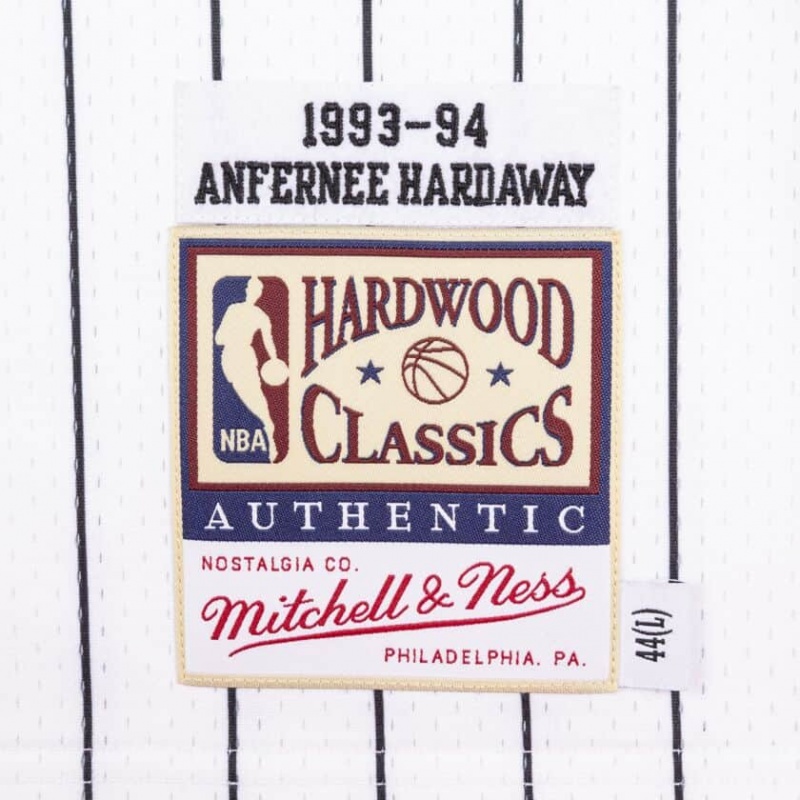 1993-94
ANFERNEE HARDAWAY
HARDWOOD
CLASSICS
NBA
AUTHENTIC
NOSTALGIA CO.
Mitchell & Ness
PHILADELPHIA. PA.
44(L)